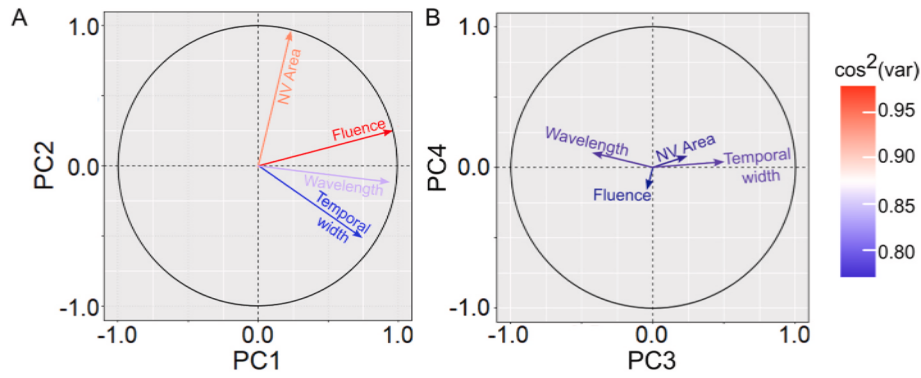 A
B
1.0
0.0
-1.0
PC2
NV Area
Fluence
Wavelength
Temporal
width
-1.0
0.0
1.0
PC1
1.0
0.0
-1.0
PC4
Wavelength
NV Area
Temporal
width
Fluence
-1.0
0.0
1.0
PC3
cos²(var)
0.95
0.90
0.85
0.80